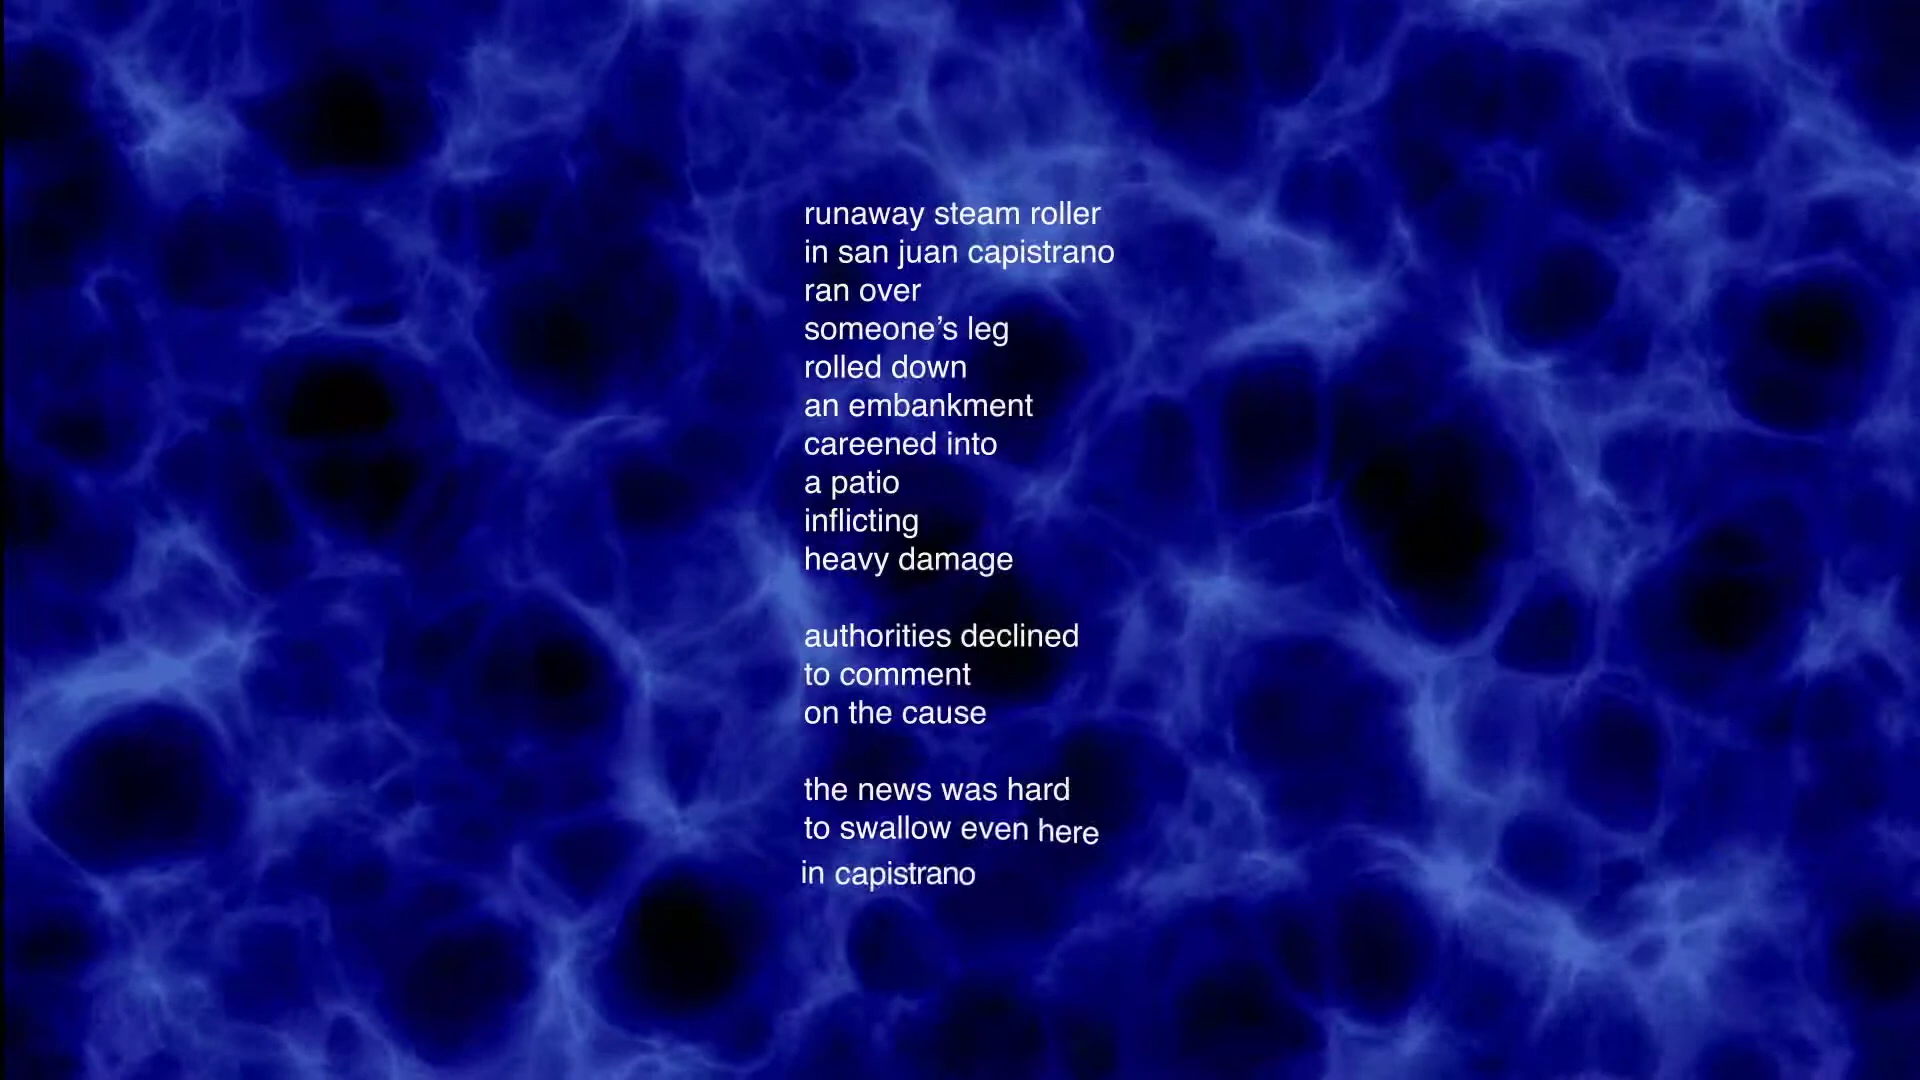 runaway steam roller
in san juan capistrano
ran over
someone’s leg
rolled down
an embankment
careened into
a patio
inflicting
heavy damage
authorities declined
to comment
on the cause
the news was hard
to swallow even here
in capistrano